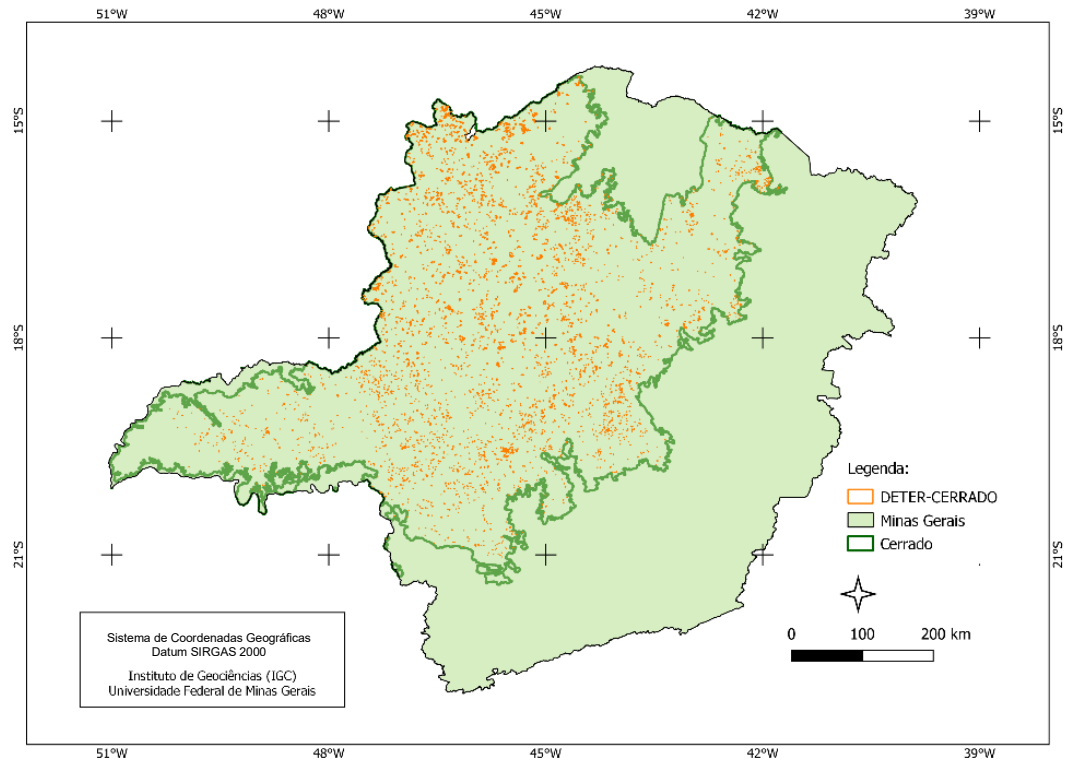 51°W 48°W 45°W 42°W 39°W
15°S 15°S
18°S 18°S
21°S 21°S
Legenda:
DETER-CERRADO
Minas Gerais
Cerrado
0 100 200 km
Sistema de Coordenadas Geográficas
Datum SIRGAS 2000
Instituto de Geociências (IGC)
Universidade Federal de Minas Gerais
51°W 48°W 45°W 42°W 39°W